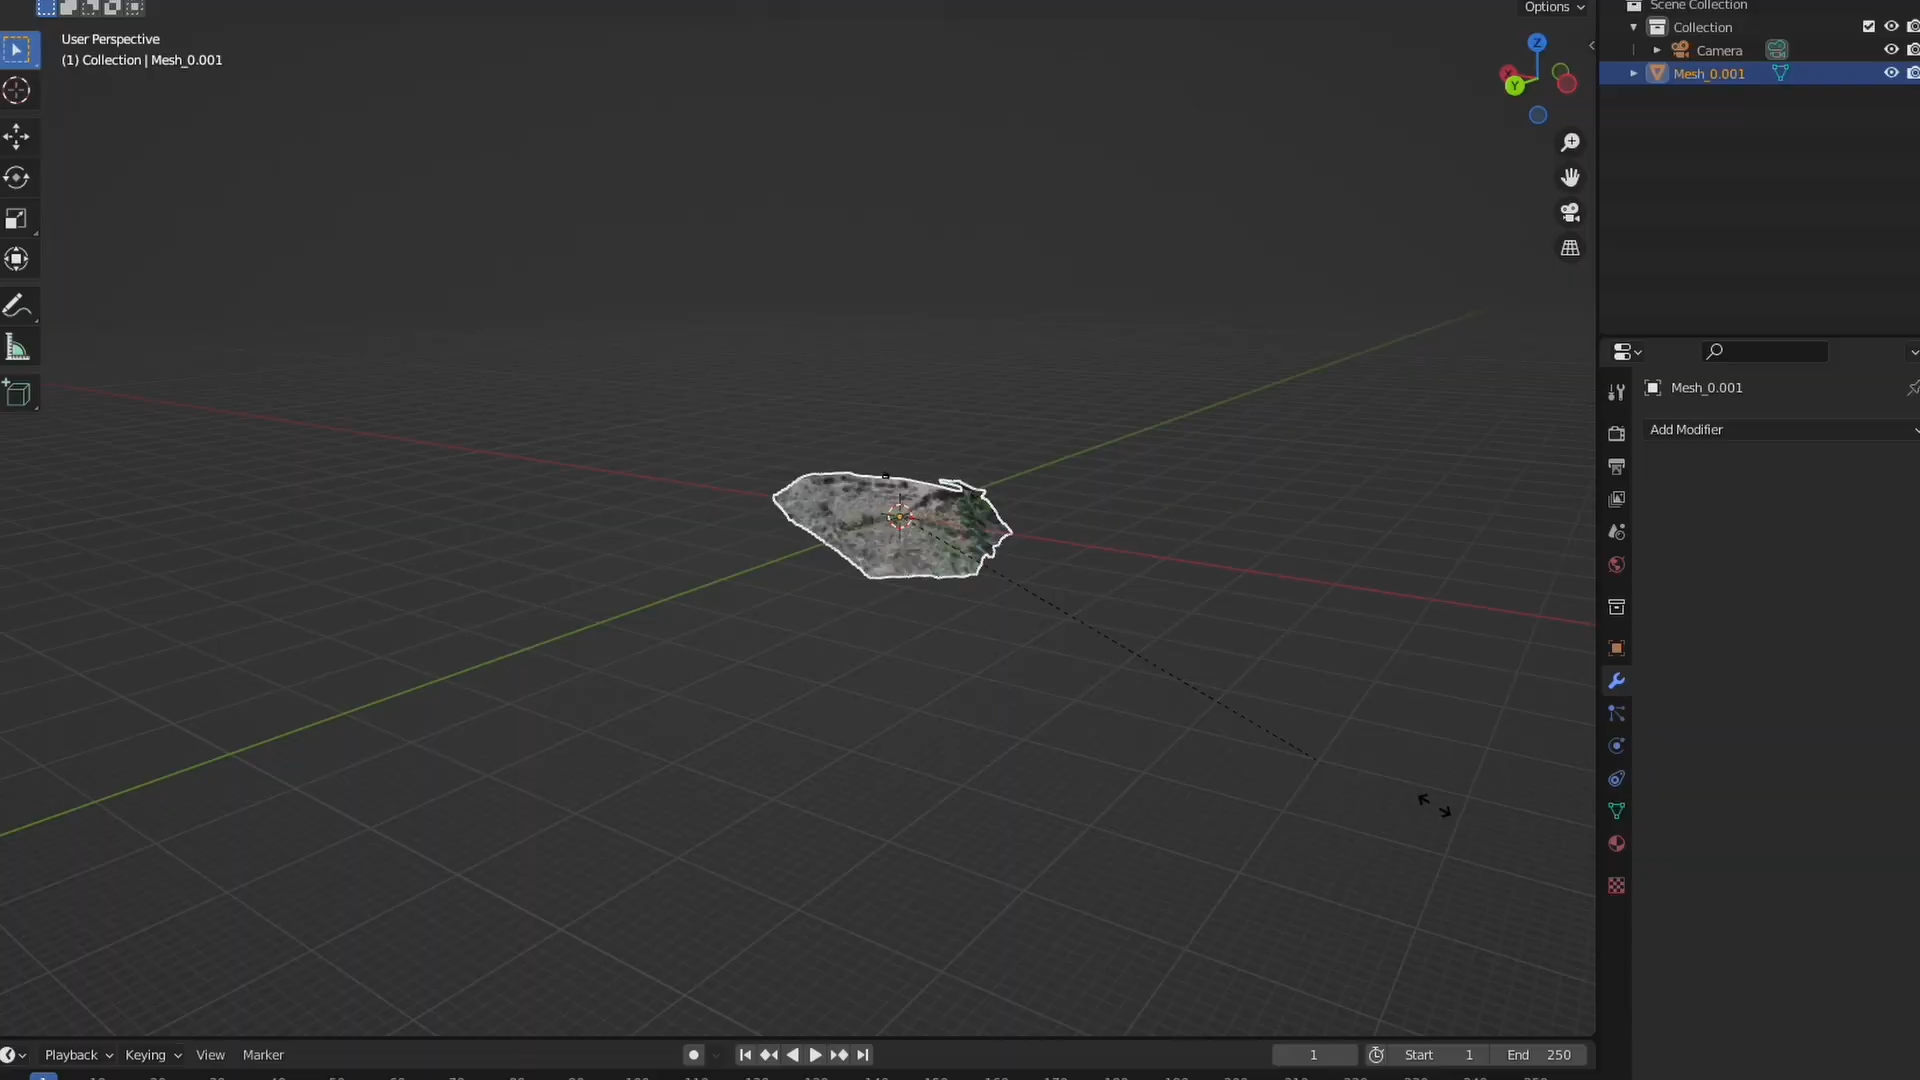 Options
User Perspective
(1) Collection | Mesh_0.001
Z
X
Y
Scene Collection
Collection
Camera
Mesh_0.001
Mesh_0.001
Add Modifier
Playback
Keying
View
Marker
1
Start 1
End 250